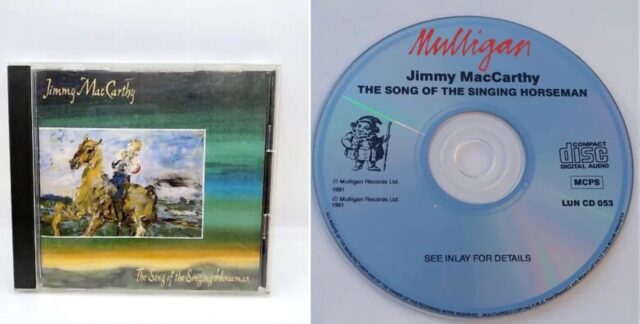 Jimmy MacCarthy
The Song of the Singing Horseman
Mulligan
Jimmy MacCarthy
THE SONG OF THE SINGING HORSEMAN
COMPACT
disc
DIGITAL AUDIO
MCPS
LUN CD 053
℗ Mulligan Records Ltd.
1991
© Mulligan Records Ltd.
1991
SEE INLAY FOR DETAILS